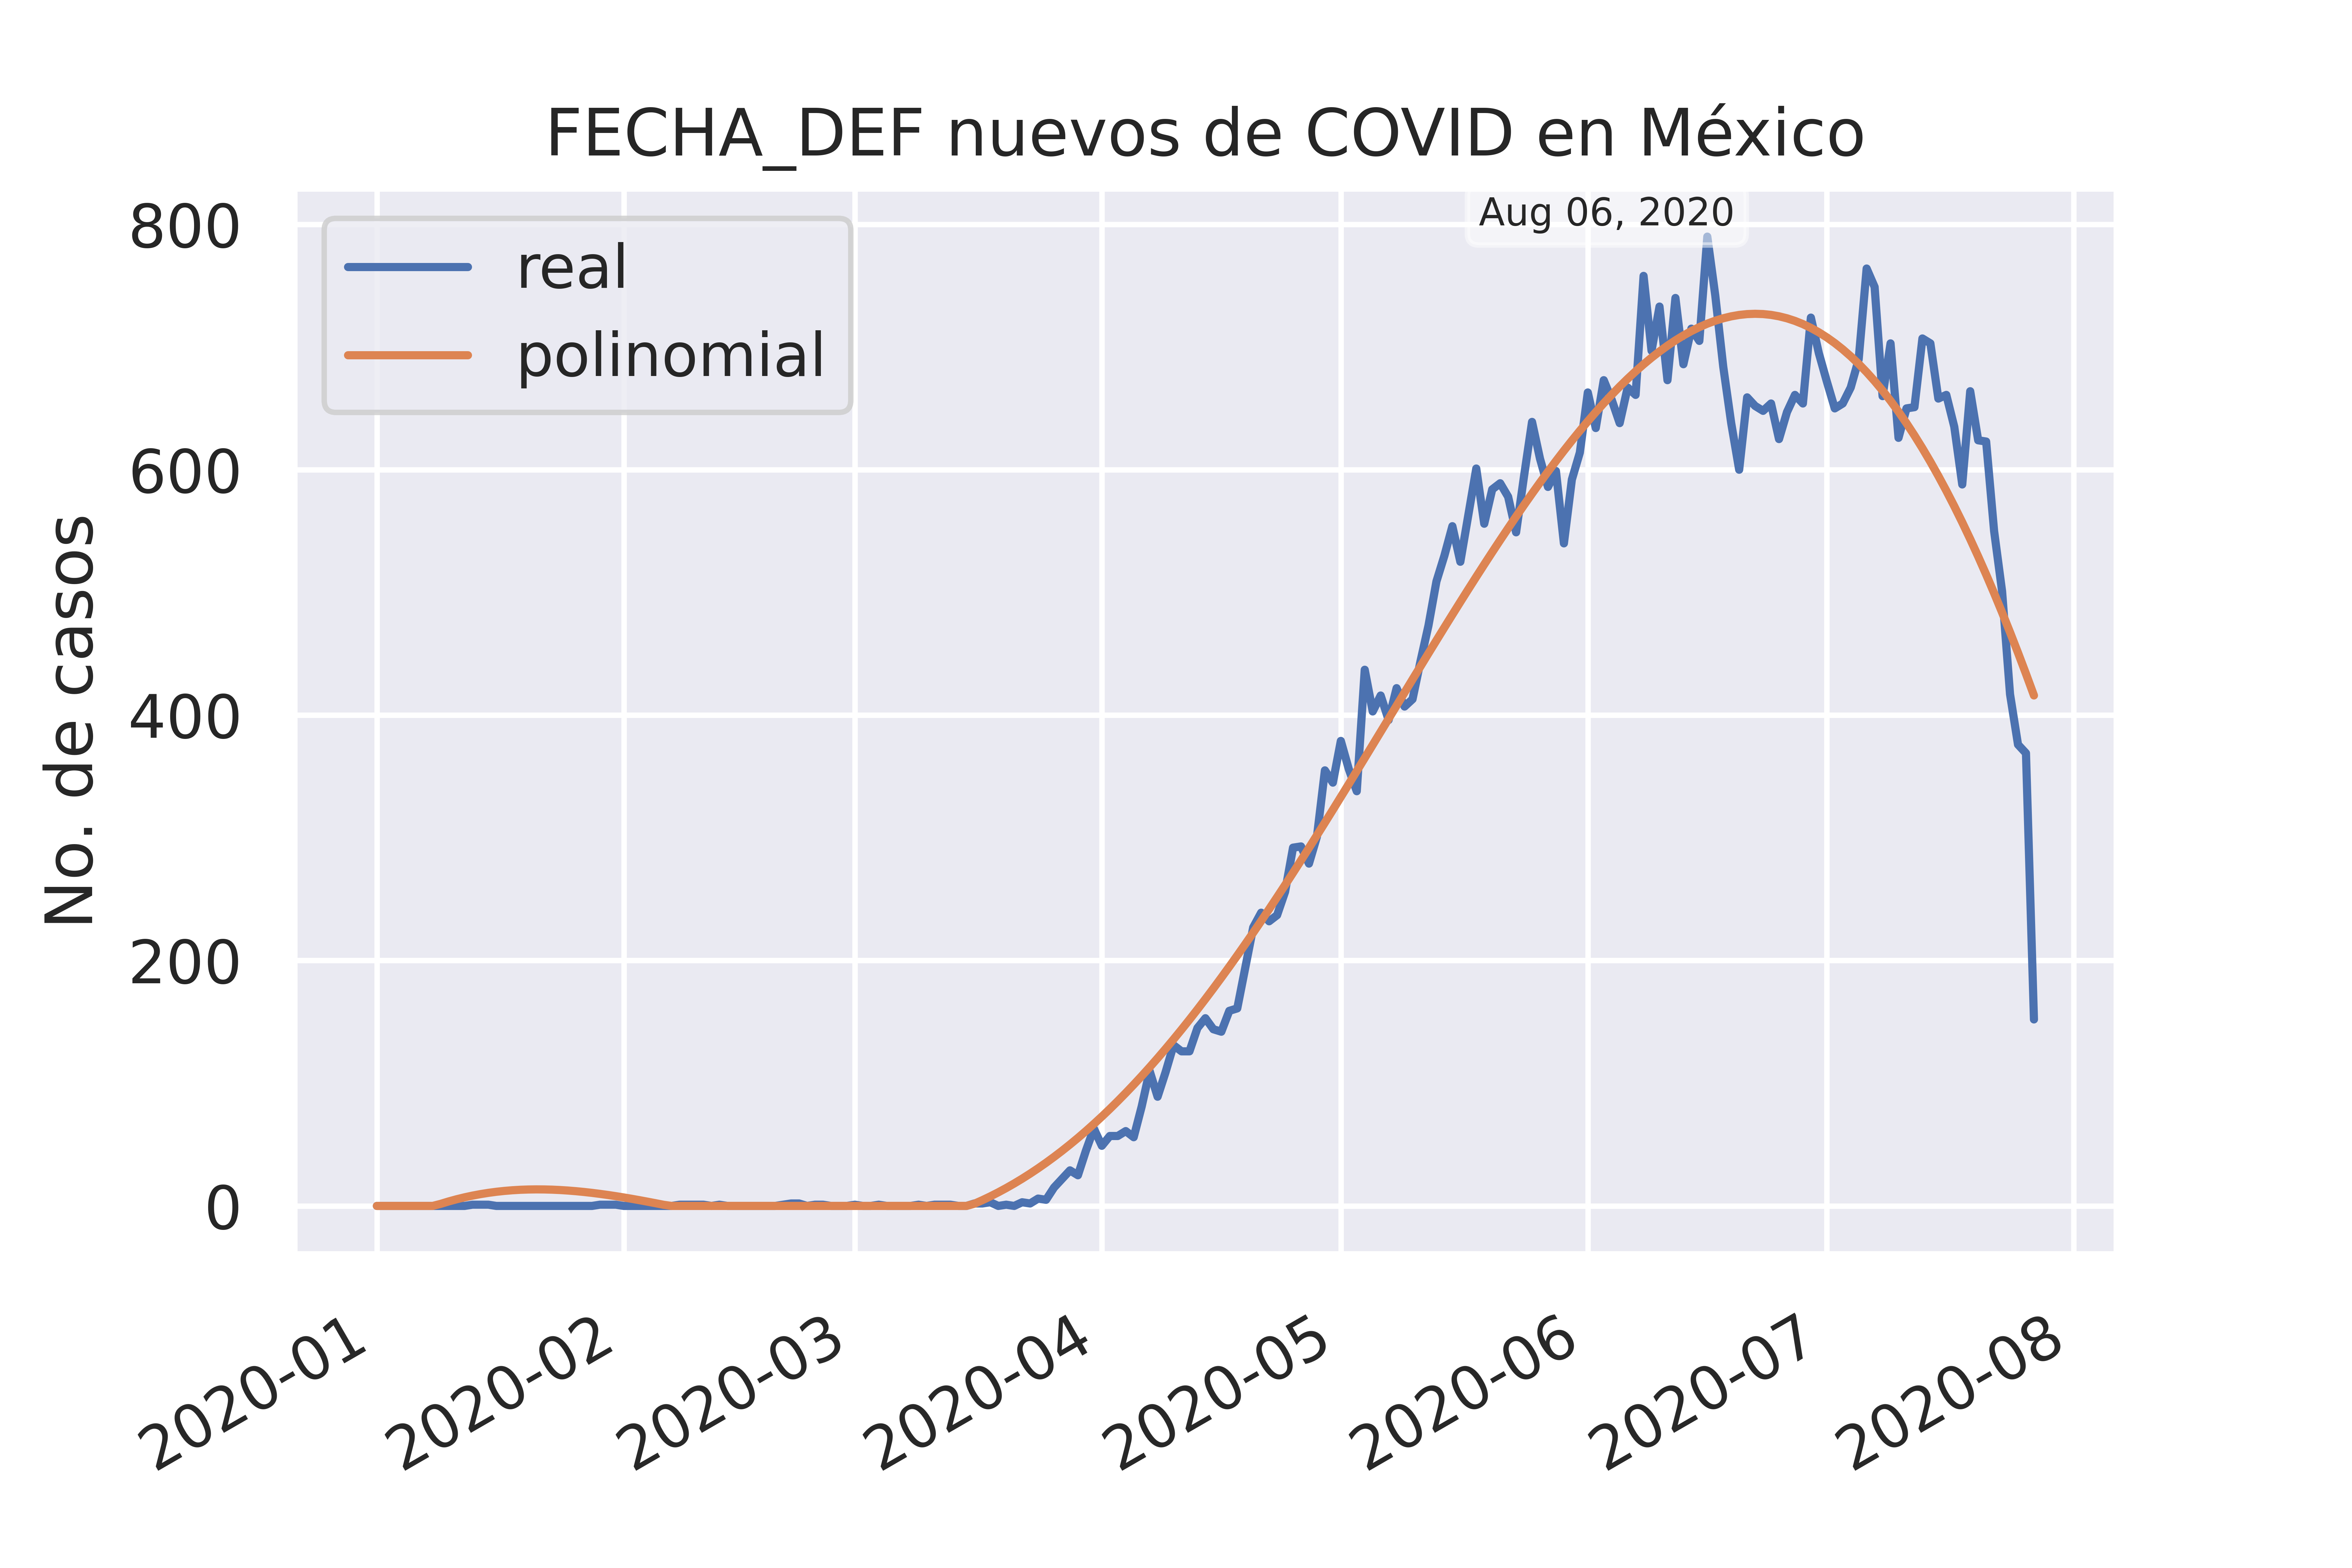 FECHA_DEF nuevos de COVID en México
Aug 06, 2020
real
polinomial
No. de casos
800
600
400
200
0
2020-01
2020-02
2020-03
2020-04
2020-05
2020-06
2020-07
2020-08